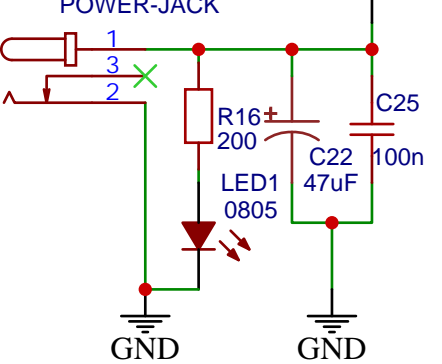 POWER-JACK
1
3
2
R16
200
+
C22
47uF
C25
100n
LED1
0805
GND
GND